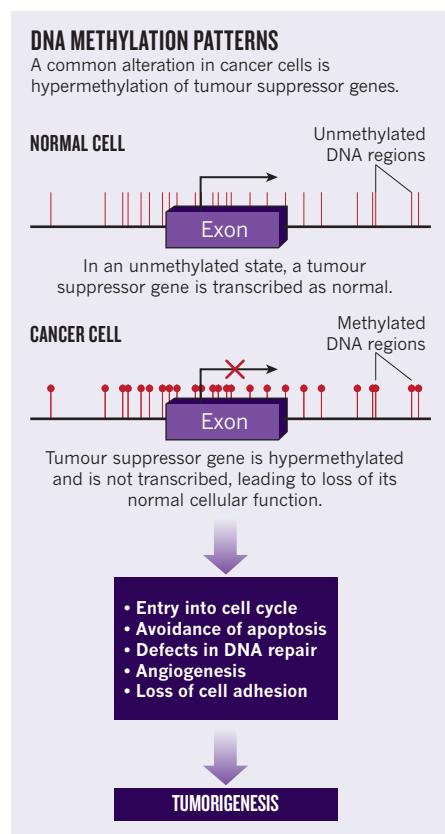 DNA METHYLATION PATTERNS
A common alteration in cancer cells is
hypermethylation of tumour suppressor genes.
NORMAL CELL
Unmethylated
DNA regions
Exon
In an unmethylated state, a tumour
suppressor gene is transcribed as normal.
CANCER CELL
Methylated
DNA regions
Exon
Tumour suppressor gene is hypermethylated
and is not transcribed, leading to loss of its
normal cellular function.
• Entry into cell cycle
• Avoidance of apoptosis
• Defects in DNA repair
• Angiogenesis
• Loss of cell adhesion
TUMORIGENESIS